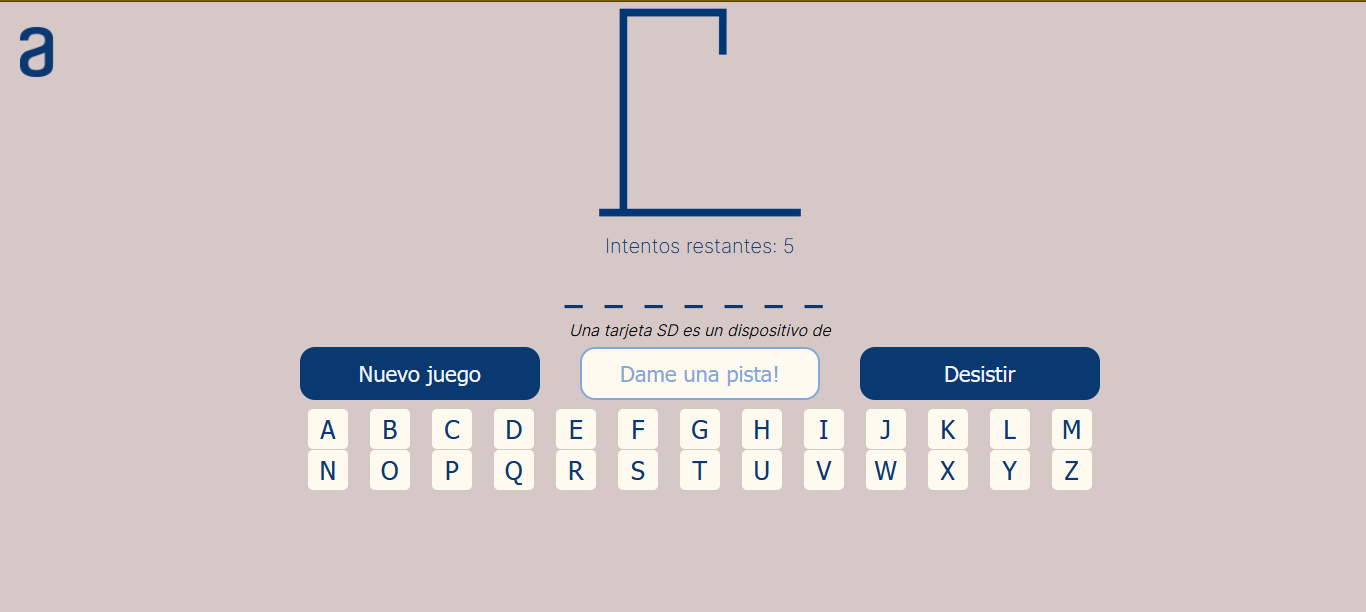 a
Intentos restantes: 5
_ _ _ _ _ _ _
Una tarjeta SD es un dispositivo de
Nuevo juego Dame una pista! Desistir
A B C D E F G H I J K L M
N O P Q R S T U V W X Y Z